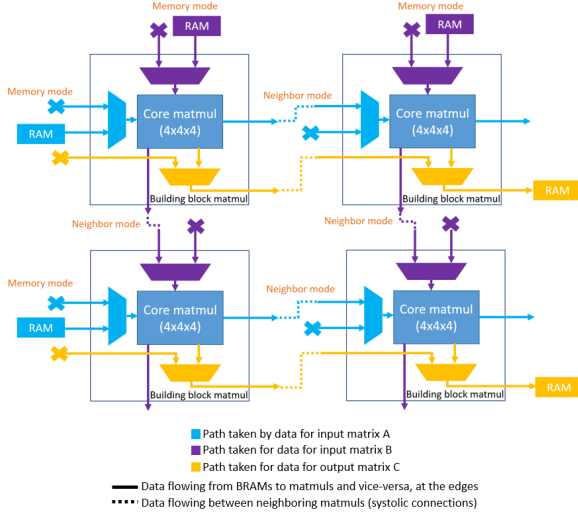 Memory mode
Memory mode
RAM
RAM
Memory mode
Neighbor mode
Core matmul
(4x4x4)
Core matmul
(4x4x4)
RAM
RAM
Building block matmul
Building block matmul
Neighbor mode
Neighbor mode
Memory mode
Neighbor mode
Core matmul
(4x4x4)
Core matmul
(4x4x4)
RAM
RAM
Building block matmul
Building block matmul
Path taken by data for input matrix A
Path taken for data for input matrix B
Path taken for data for output matrix C
Data flowing from BRAMs to matmuls and vice-versa, at the edges
Data flowing between neighboring matmuls (systolic connections)